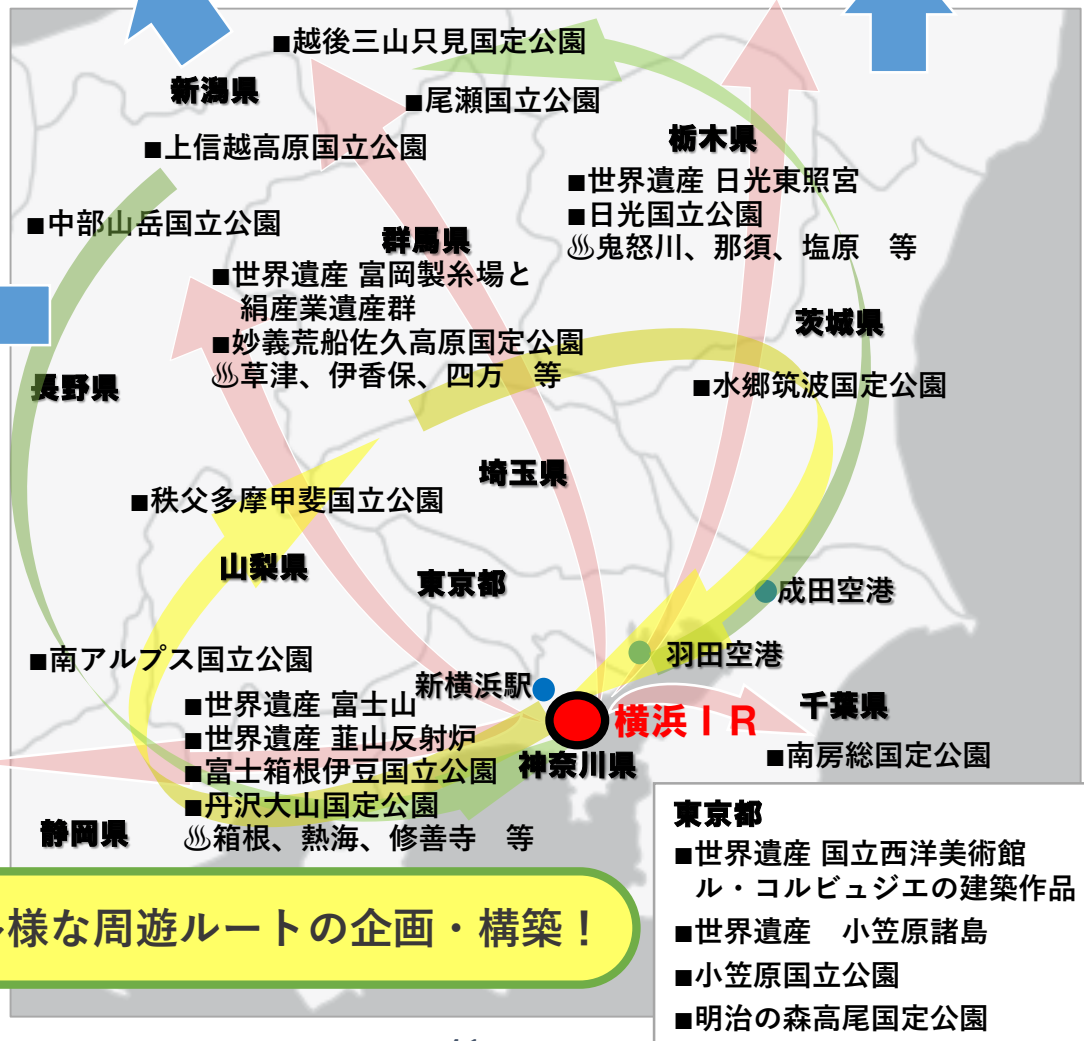 ■越後三山只見国定公園
新潟県
■尾瀬国立公園
■上信越高原国立公園
栃木県
■世界遺産 日光東照宮
■日光国立公園
♨鬼怒川、那須、塩原　等
■中部山岳国立公園
群馬県
■世界遺産 富岡製糸場と
絹産業遺産群
■妙義荒船佐久高原国定公園
♨草津、伊香保、四万　等
茨城県
■水郷筑波国定公園
長野県
埼玉県
■秩父多摩甲斐国立公園
山梨県
東京都
成田空港
羽田空港
■南アルプス国立公園
新横浜駅
■世界遺産 富士山
■世界遺産 韮山反射炉
■富士箱根伊豆国立公園
■丹沢大山国定公園
♨箱根、熱海、修善寺　等
横浜ＩＲ
神奈川県
千葉県
■南房総国定公園
静岡県
様な周遊ルートの企画・構築！
東京都
■世界遺産 国立西洋美術館
ル・コルビュジエの建築作品
■世界遺産　小笠原諸島
■小笠原国立公園
■明治の森高尾国定公園